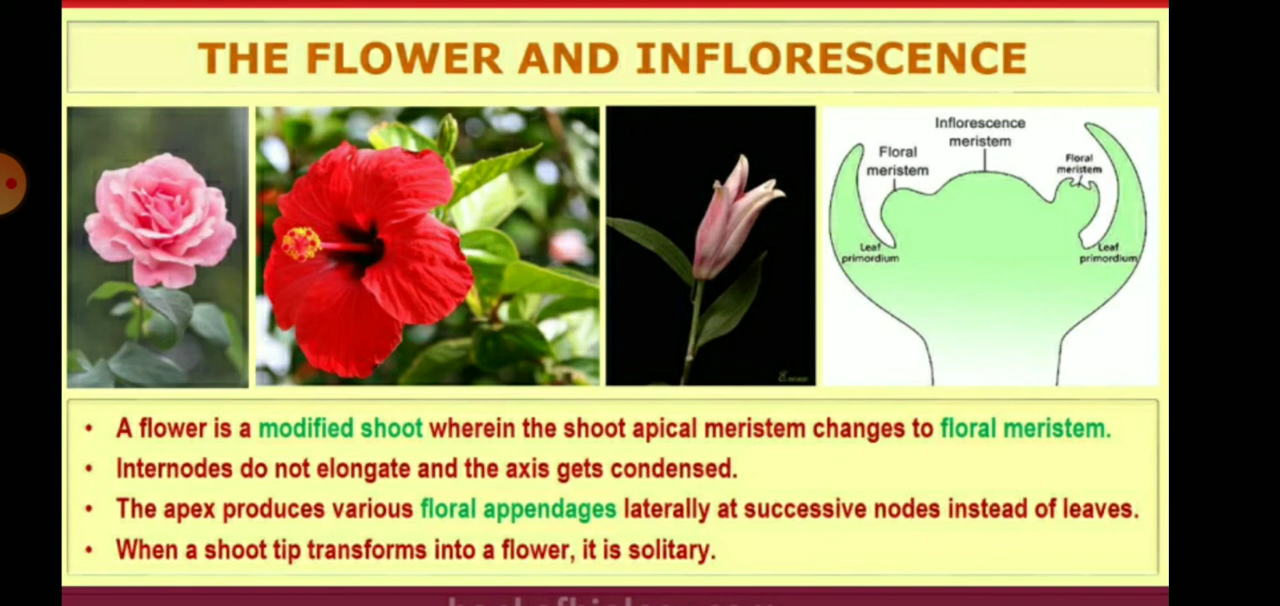 THE FLOWER AND INFLORESCENCE
Inflorescence
meristem
Floral
meristem
Floral
meristem
Leaf
primordium
Leaf
primordium
• A flower is a modified shoot wherein the shoot apical meristem changes to floral meristem.
• Internodes do not elongate and the axis gets condensed.
• The apex produces various floral appendages laterally at successive nodes instead of leaves.
• When a shoot tip transforms into a flower, it is solitary.